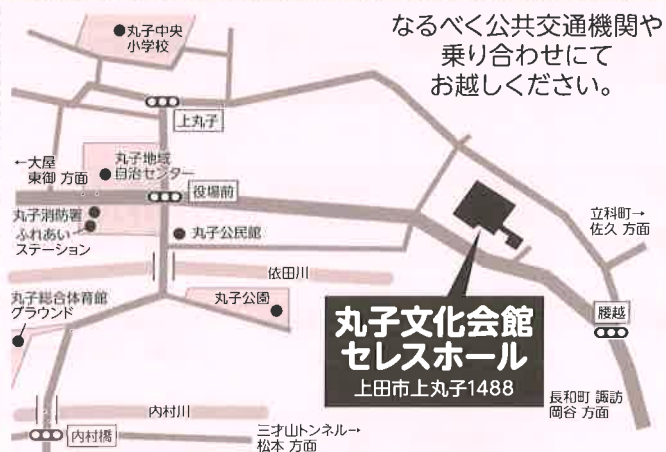 なるべく公共交通機関や
乗り合わせにて
お越しください。
丸子中央
小学校
上丸子
←大屋
東御 方面
丸子地域
自治センター
役場前
丸子消防署
ふれあい
ステーション
丸子公民館
立科町→
佐久 方面
依田川
丸子総合体育館
グラウンド
丸子公園
丸子文化会館
セレスホール
上田市上丸子1488
腰越
長和町 諏訪
岡谷 方面
内村川
内村橋
三才山トンネル→
松本 方面